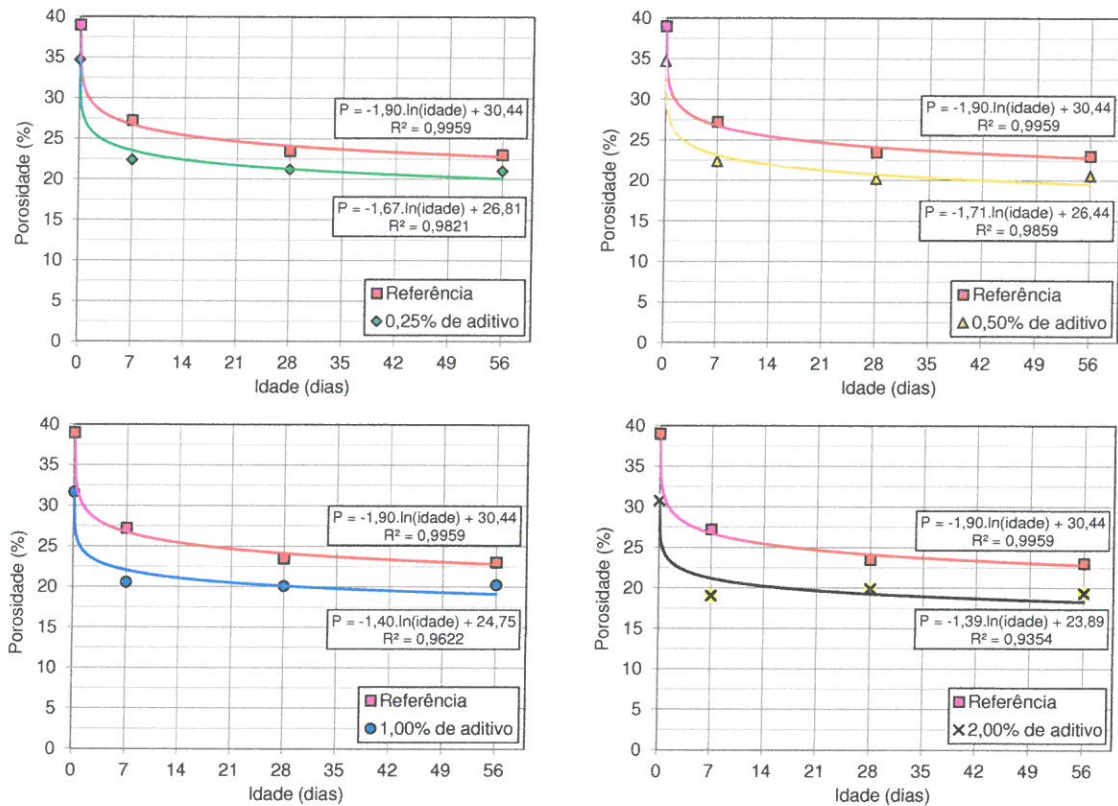 Porosidade (%)
40
35
30
25
20
15
10
5
0
P = -1,90.ln(idade) + 30,44
R² = 0,9959
P = -1,67.ln(idade) + 26,81
R² = 0,9821
Referência
0,25% de aditivo
0 7 14 21 28 35 42 49 56
Idade (dias)
Porosidade (%)
40
35
30
25
20
15
10
5
0
P = -1,90.ln(idade) + 30,44
R² = 0,9959
P = -1,71.ln(idade) + 26,44
R² = 0,9859
Referência
0,50% de aditivo
0 7 14 21 28 35 42 49 56
Idade (dias)
Porosidade (%)
40
35
30
25
20
15
10
5
0
P = -1,90.ln(idade) + 30,44
R² = 0,9959
P = -1,40.ln(idade) + 24,75
R² = 0,9622
Referência
1,00% de aditivo
0 7 14 21 28 35 42 49 56
Idade (dias)
Porosidade (%)
40
35
30
25
20
15
10
5
0
P = -1,90.ln(idade) + 30,44
R² = 0,9959
P = -1,39.ln(idade) + 23,89
R² = 0,9354
Referência
2,00% de aditivo
0 7 14 21 28 35 42 49 56
Idade (dias)